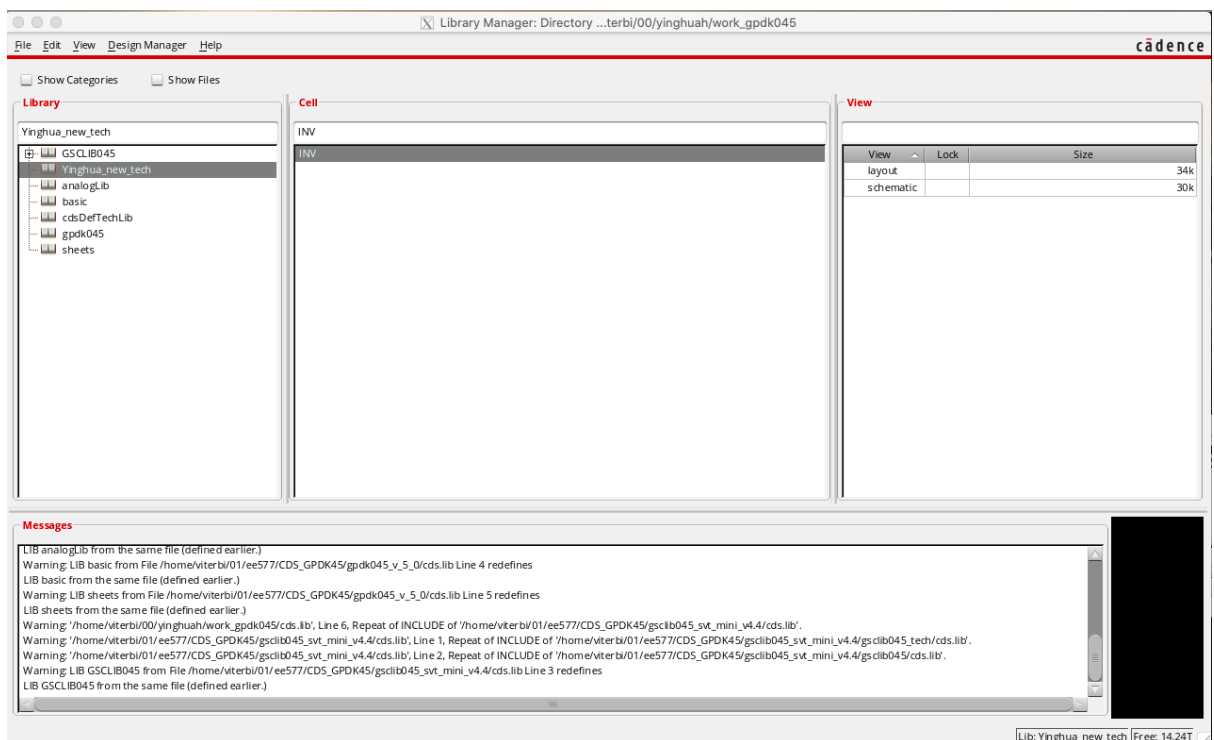 Library Manager: Directory ...terbi/00/yinghuah/work_gpdk045
File Edit View Design Manager Help
cādence
Show Categories Show Files
Library
Cell
View
Yinghua_new_tech
INV
GSCLIB045
Yinghua_new_tech
analogLib
basic
cdsDefTechLib
gpdk045
sheets
INV
View Lock Size
layout 34k
schematic 30k
Messages
LIB analogLib from the same file (defined earlier.)
Warning: LIB basic from File /home/viterbi/01/ee577/CDS_GPDK45/gpdk045_v_5_0/cds.lib Line 4 redefines
LIB basic from the same file (defined earlier.)
Warning: LIB sheets from File /home/viterbi/01/ee577/CDS_GPDK45/gpdk045_v_5_0/cds.lib Line 5 redefines
LIB sheets from the same file (defined earlier.)
Warning: '/home/viterbi/00/yinghuah/work_gpdk045/cds.lib', Line 6, Repeat of INCLUDE of '/home/viterbi/01/ee577/CDS_GPDK45/gsclib045_svt_mini_v4.4/cds.lib'.
Warning: '/home/viterbi/01/ee577/CDS_GPDK45/gsclib045_svt_mini_v4.4/cds.lib', Line 1, Repeat of INCLUDE of '/home/viterbi/01/ee577/CDS_GPDK45/gsclib045_svt_mini_v4.4/gsclib045_tech/cds.lib'.
Warning: '/home/viterbi/01/ee577/CDS_GPDK45/gsclib045_svt_mini_v4.4/cds.lib', Line 2, Repeat of INCLUDE of '/home/viterbi/01/ee577/CDS_GPDK45/gsclib045_svt_mini_v4.4/gsclib045/cds.lib'.
Warning: LIB GSCLIB045 from File /home/viterbi/01/ee577/CDS_GPDK45/gsclib045_svt_mini_v4.4/cds.lib Line 3 redefines
LIB GSCLIB045 from the same file (defined earlier.)
Lib: Yinghua_new_tech Free: 14.24T